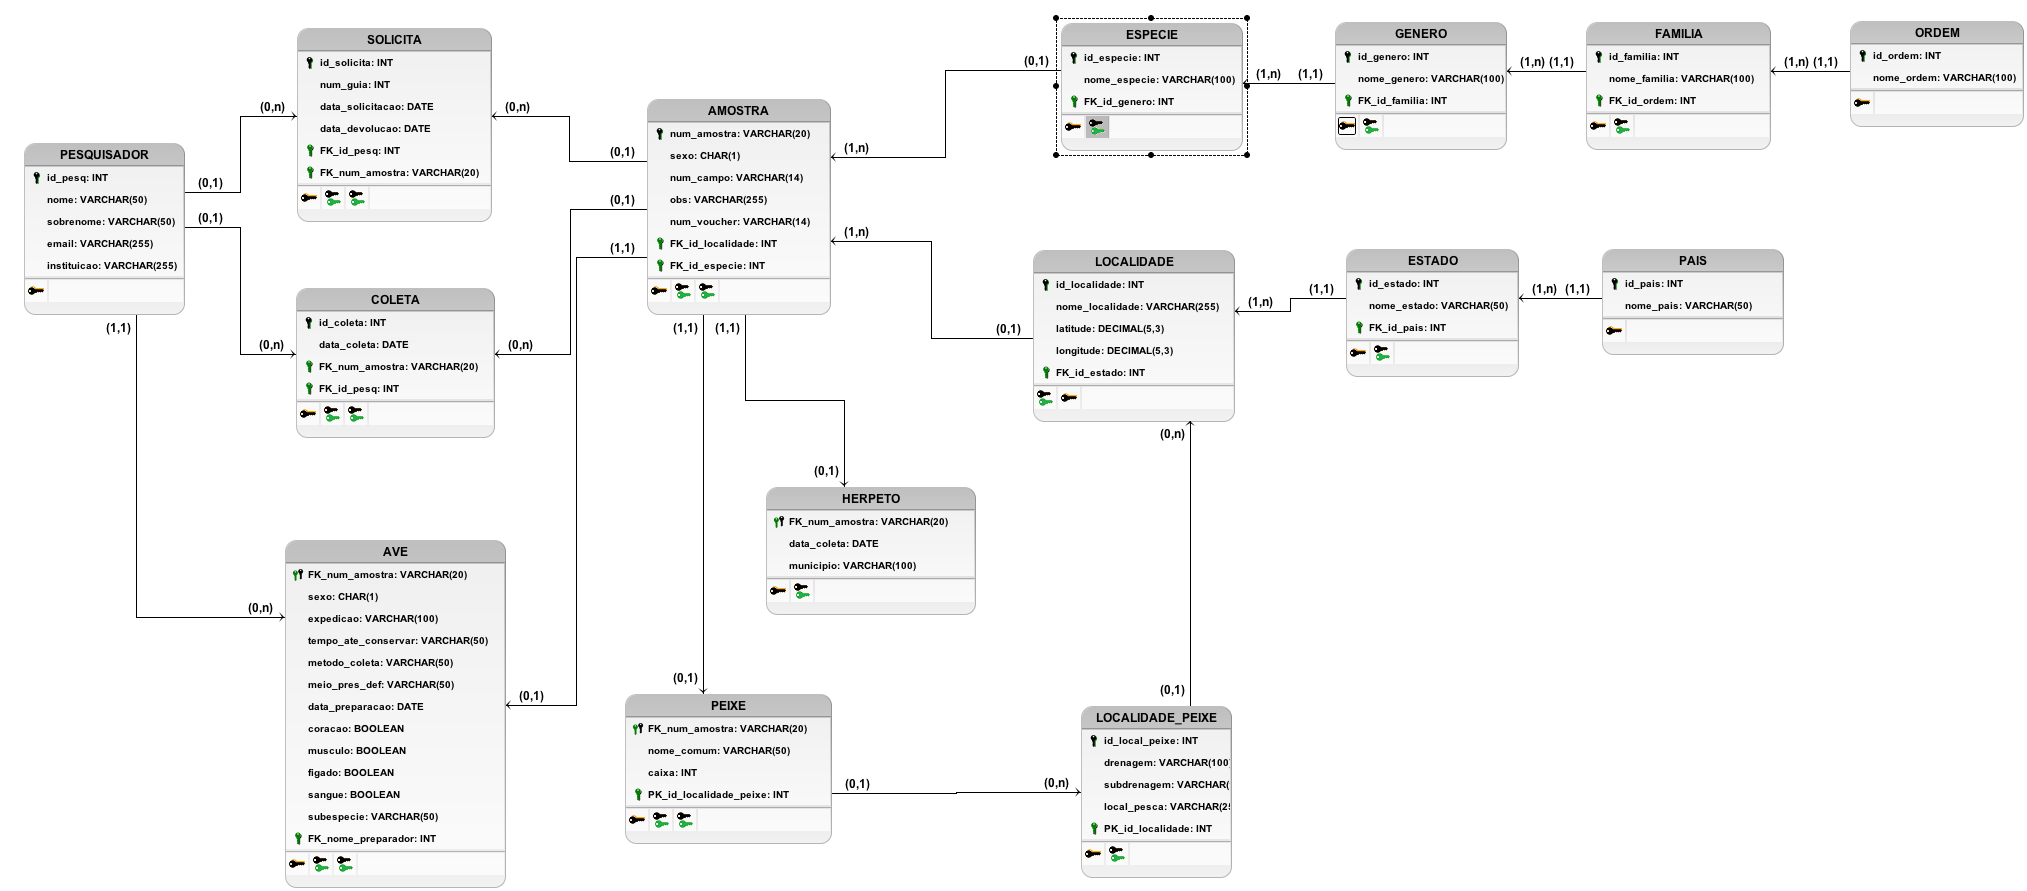 SOLICITA
id_solicita: INT
num_guia: INT
data_solicitacao: DATE
data_devolucao: DATE
FK_id_pesq: INT
FK_num_amostra: VARCHAR(20)
PESQUISADOR
id_pesq: INT
nome: VARCHAR(50)
sobrenome: VARCHAR(50)
email: VARCHAR(255)
instituicao: VARCHAR(255)
(0,1)
(0,n)
(0,1)
(0,n)
(1,1)
(0,n)
COLETA
id_coleta: INT
data_coleta: DATE
FK_num_amostra: VARCHAR(20)
FK_id_pesq: INT
(0,n)
(0,1)
(0,n)
(0,1)
(1,1)
(0,1)
AMOSTRA
num_amostra: VARCHAR(20)
sexo: CHAR(1)
num_campo: VARCHAR(14)
obs: VARCHAR(255)
num_voucher: VARCHAR(14)
FK_id_localidade: INT
FK_id_especie: INT
(1,n)
(0,1)
(1,n)
(0,1)
(1,1)
(1,1)
(0,1)
(0,1)
ESPECIE
id_especie: INT
nome_especie: VARCHAR(100)
FK_id_genero: INT
(1,n)
(1,1)
GENERO
id_genero: INT
nome_genero: VARCHAR(100)
FK_id_familia: INT
(1,n) (1,1)
FAMILIA
id_familia: INT
nome_familia: VARCHAR(100)
FK_id_ordem: INT
(1,n) (1,1)
ORDEM
id_ordem: INT
nome_ordem: VARCHAR(100)
LOCALIDADE
id_localidade: INT
nome_localidade: VARCHAR(255)
latitude: DECIMAL(5,3)
longitude: DECIMAL(5,3)
FK_id_estado: INT
(1,n)
(1,1)
ESTADO
id_estado: INT
nome_estado: VARCHAR(50)
FK_id_pais: INT
(1,n) (1,1)
PAIS
id_pais: INT
nome_pais: VARCHAR(50)
HERPETO
FK_num_amostra: VARCHAR(20)
data_coleta: DATE
municipio: VARCHAR(100)
AVE
FK_num_amostra: VARCHAR(20)
sexo: CHAR(1)
expedicao: VARCHAR(100)
tempo_ate_conservar: VARCHAR(50)
metodo_coleta: VARCHAR(50)
meio_pres_def: VARCHAR(50)
data_preparacao: DATE
coracao: BOOLEAN
musculo: BOOLEAN
figado: BOOLEAN
sangue: BOOLEAN
subespecie: VARCHAR(50)
FK_nome_preparador: INT
PEIXE
FK_num_amostra: VARCHAR(20)
nome_comum: VARCHAR(50)
caixa: INT
PK_id_localidade_peixe: INT
(0,1)
(0,n)
(0,n)
(0,1)
LOCALIDADE_PEIXE
id_local_peixe: INT
drenagem: VARCHAR(100
subdrenagem: VARCHAR(
local_pesca: VARCHAR(25
PK_id_localidade: INT